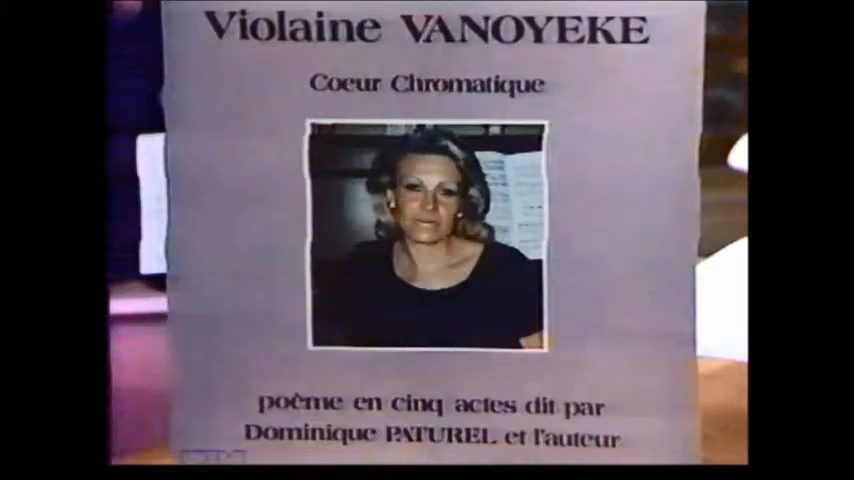 Violaine VANOYEKE
Coeur Chromatique
poème en cinq actes dit par
Dominique PATUREL et l'auteur